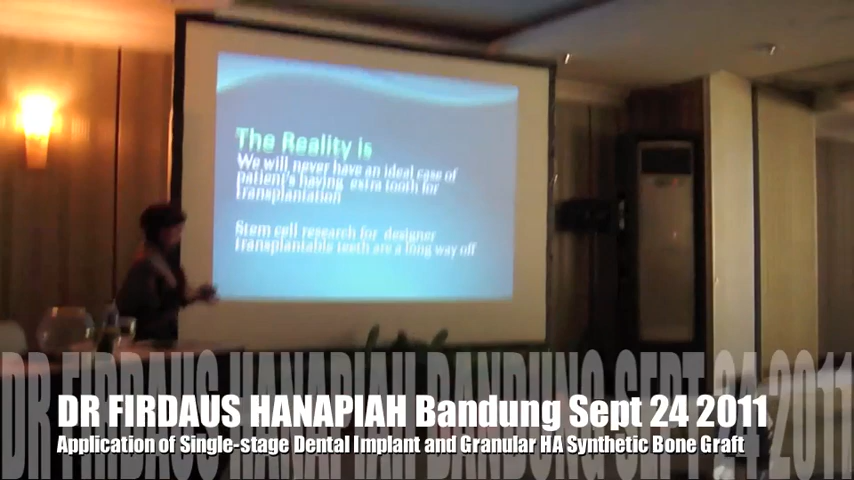 The Reality is
We will never have an ideal case of
patient's having extra tooth for
transplantation
Stem cell research for designer
transplantable teeth are a long way off
DR FIRDAUS HANAPIAH BANDUNG SEPT 24 2011
DR FIRDAUS HANAPIAH Bandung Sept 24 2011
Application of Single-stage Dental Implant and Granular HA Synthetic Bone Graft